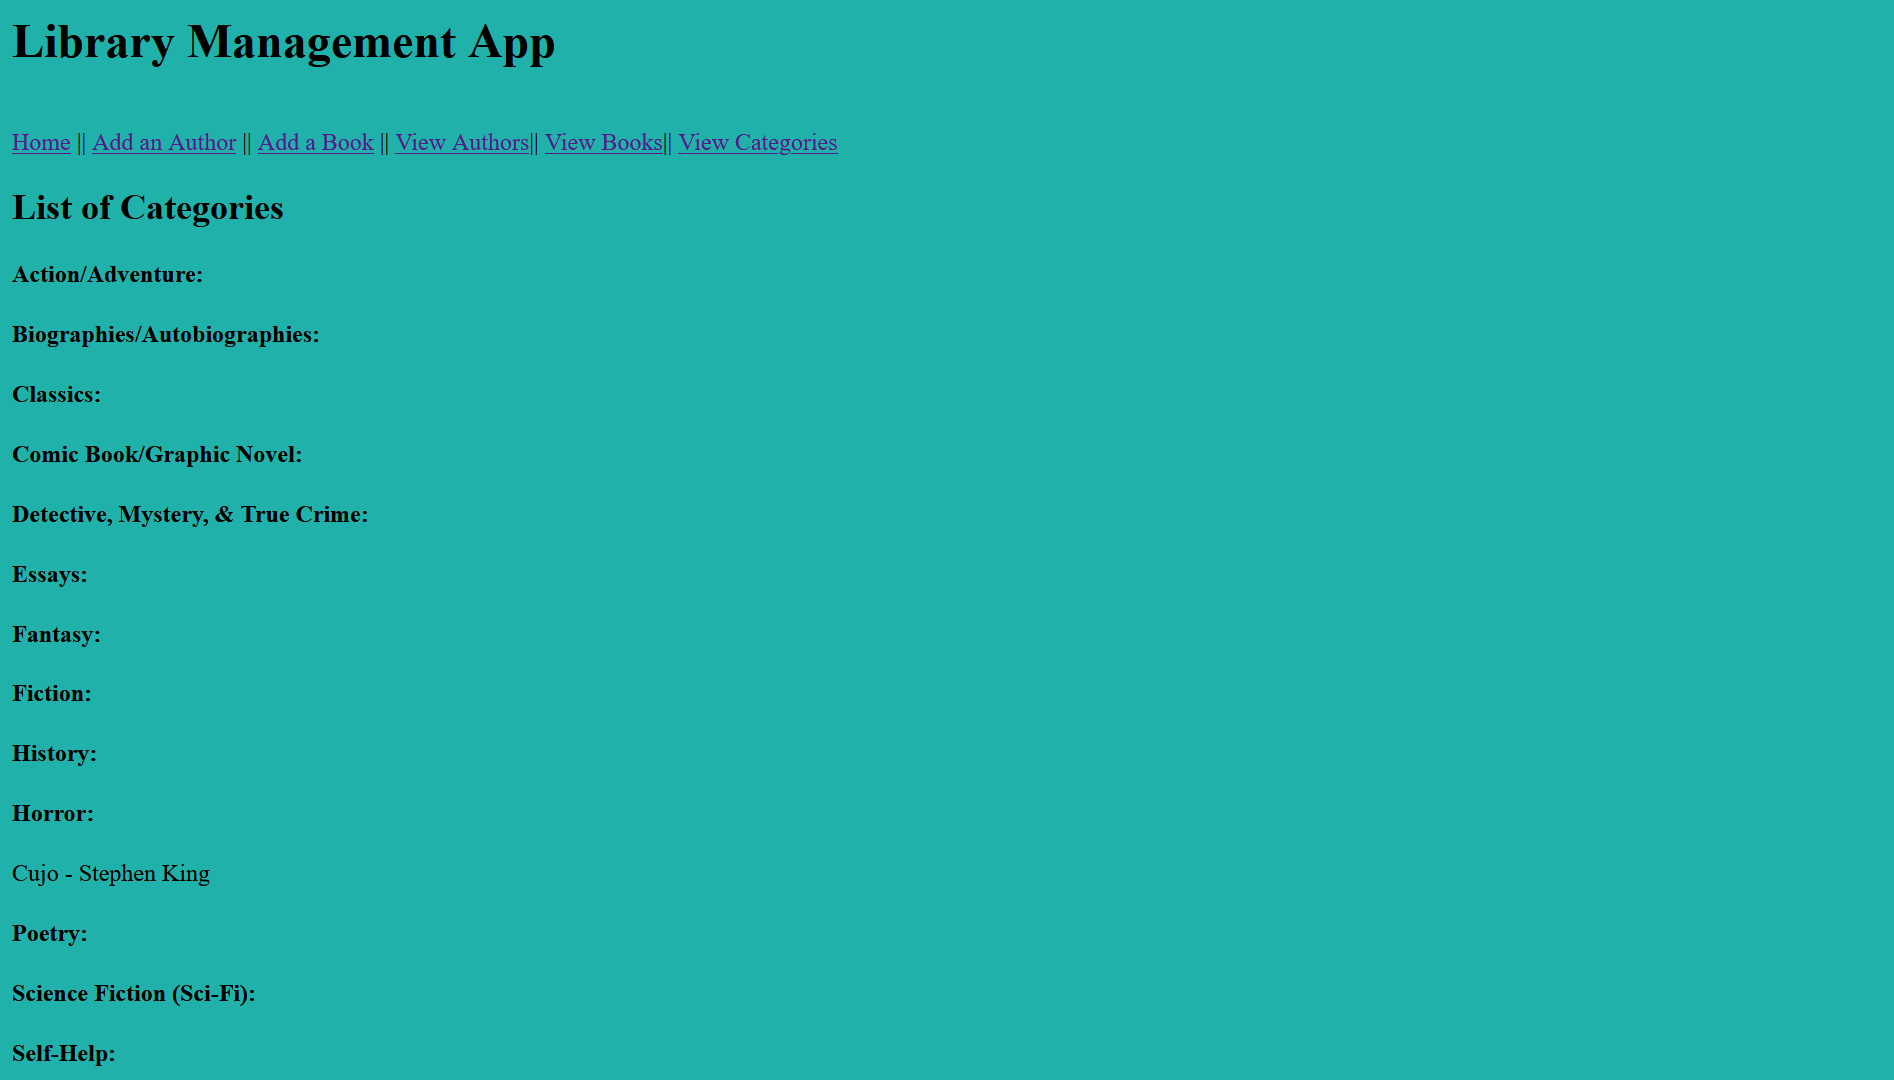 Library Management App
Home || Add an Author || Add a Book || View Authors|| View Books|| View Categories
List of Categories
Action/Adventure:
Biographies/Autobiographies:
Classics:
Comic Book/Graphic Novel:
Detective, Mystery, & True Crime:
Essays:
Fantasy:
Fiction:
History:
Horror:
Cujo - Stephen King
Poetry:
Science Fiction (Sci-Fi):
Self-Help: